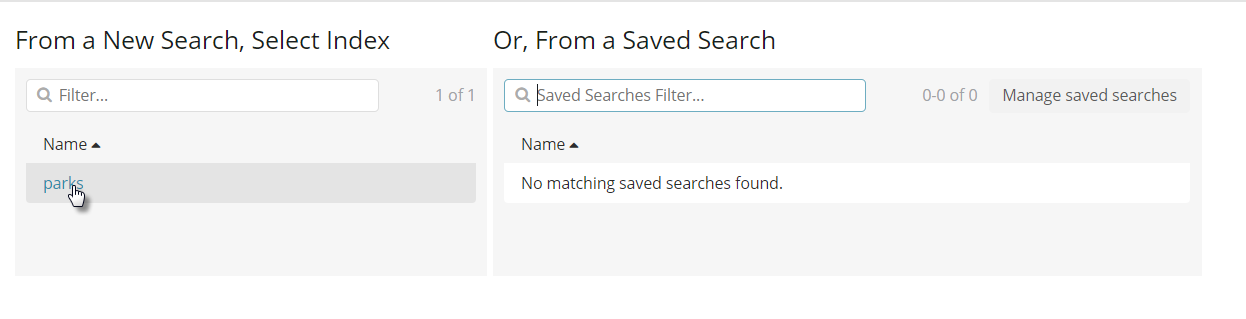 From a New Search, Select Index
Filter...
1 of 1
Name
parks
Or, From a Saved Search
Saved Searches Filter...
0-0 of 0
Manage saved searches
Name
No matching saved searches found.